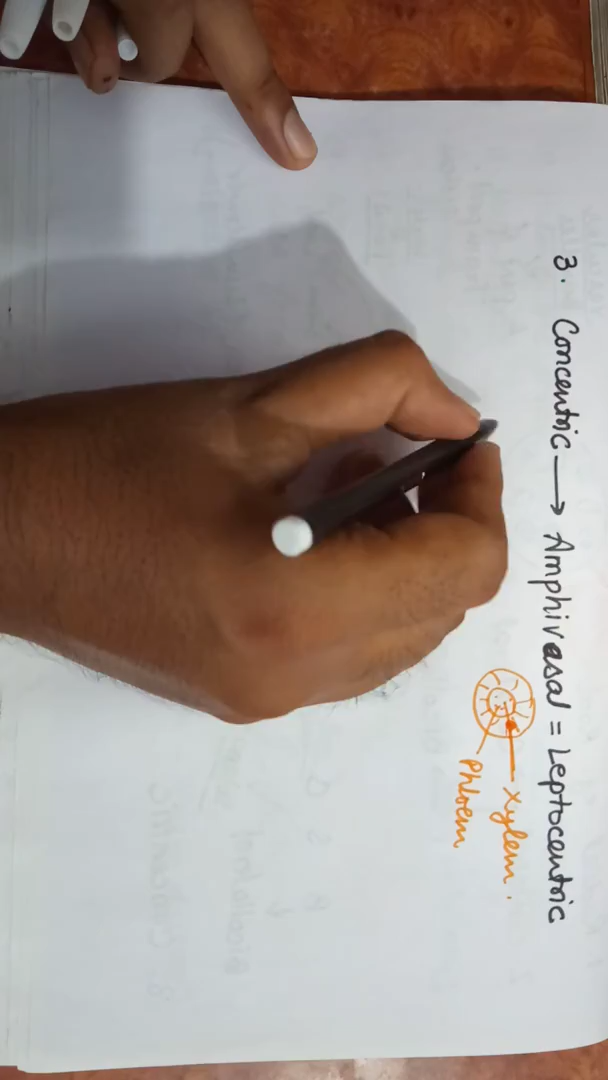 3. Concentric → Amphivasal = Leptocentric
Xylem.
Phloem